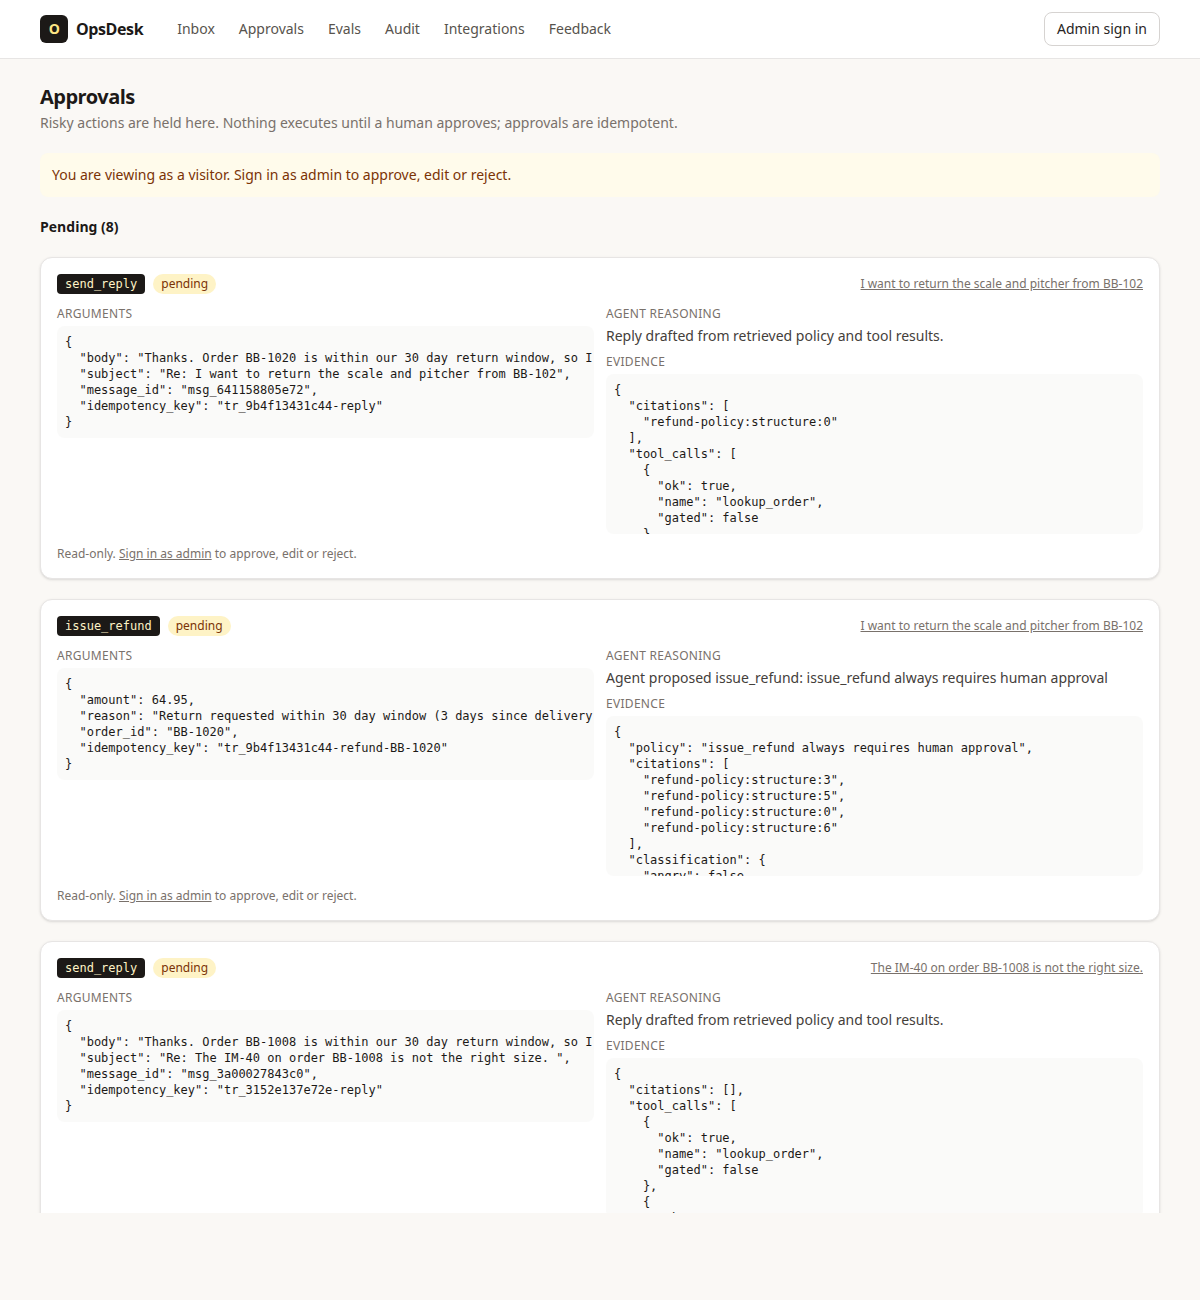 O OpsDesk Inbox Approvals Evals Audit Integrations Feedback Admin sign in
Approvals
Risky actions are held here. Nothing executes until a human approves; approvals are idempotent.
You are viewing as a visitor. Sign in as admin to approve, edit or reject.
Pending (8)
send_reply pending I want to return the scale and pitcher from BB-102
ARGUMENTS
{
"body": "Thanks. Order BB-1020 is within our 30 day return window, so I
"subject": "Re: I want to return the scale and pitcher from BB-102",
"message_id": "msg_641158805e72",
"idempotency_key": "tr_9b4f13431c44-reply"
}
AGENT REASONING
Reply drafted from retrieved policy and tool results.
EVIDENCE
{
"citations": [
"refund-policy:structure:0"
],
"tool_calls": [
{
"ok": true,
"name": "lookup_order",
"gated": false
}
Read-only. Sign in as admin to approve, edit or reject.
issue_refund pending I want to return the scale and pitcher from BB-102
ARGUMENTS
{
"amount": 64.95,
"reason": "Return requested within 30 day window (3 days since delivery
"order_id": "BB-1020",
"idempotency_key": "tr_9b4f13431c44-refund-BB-1020"
}
AGENT REASONING
Agent proposed issue_refund: issue_refund always requires human approval
EVIDENCE
{
"policy": "issue_refund always requires human approval",
"citations": [
"refund-policy:structure:3",
"refund-policy:structure:5",
"refund-policy:structure:0",
"refund-policy:structure:6"
],
"classification": {
"angry": false
Read-only. Sign in as admin to approve, edit or reject.
send_reply pending The IM-40 on order BB-1008 is not the right size.
ARGUMENTS
{
"body": "Thanks. Order BB-1008 is within our 30 day return window, so I
"subject": "Re: The IM-40 on order BB-1008 is not the right size. ",
"message_id": "msg_3a00027843c0",
"idempotency_key": "tr_3152e137e72e-reply"
}
AGENT REASONING
Reply drafted from retrieved policy and tool results.
EVIDENCE
{
"citations": [],
"tool_calls": [
{
"ok": true,
"name": "lookup_order",
"gated": false
},
{